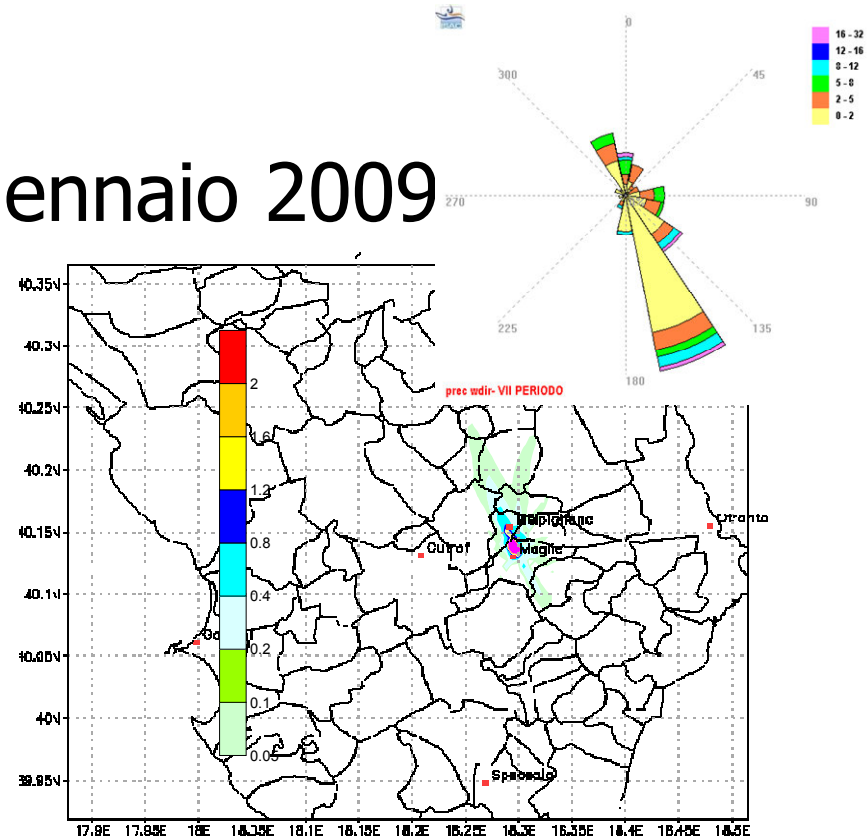 ennaio 2009
0
45
90
135
180
225
270
300
16 - 32
12 - 16
8 - 12
5 - 8
2 - 5
0 - 2
prec wdir- VII PERIODO
40.35N
40.3N
40.25N
40.2N
40.15N
40.1N
40.05N
40N
39.95N
2
1.6
1.2
0.8
0.4
0.2
0.1
0.05
Otranto
Cutrof
Maglie
17.9E
17.95E
18E
18.05E
18.1E
18.15E
18.2E
18.25E
18.3E
18.35E
18.4E
18.45E
18.5E